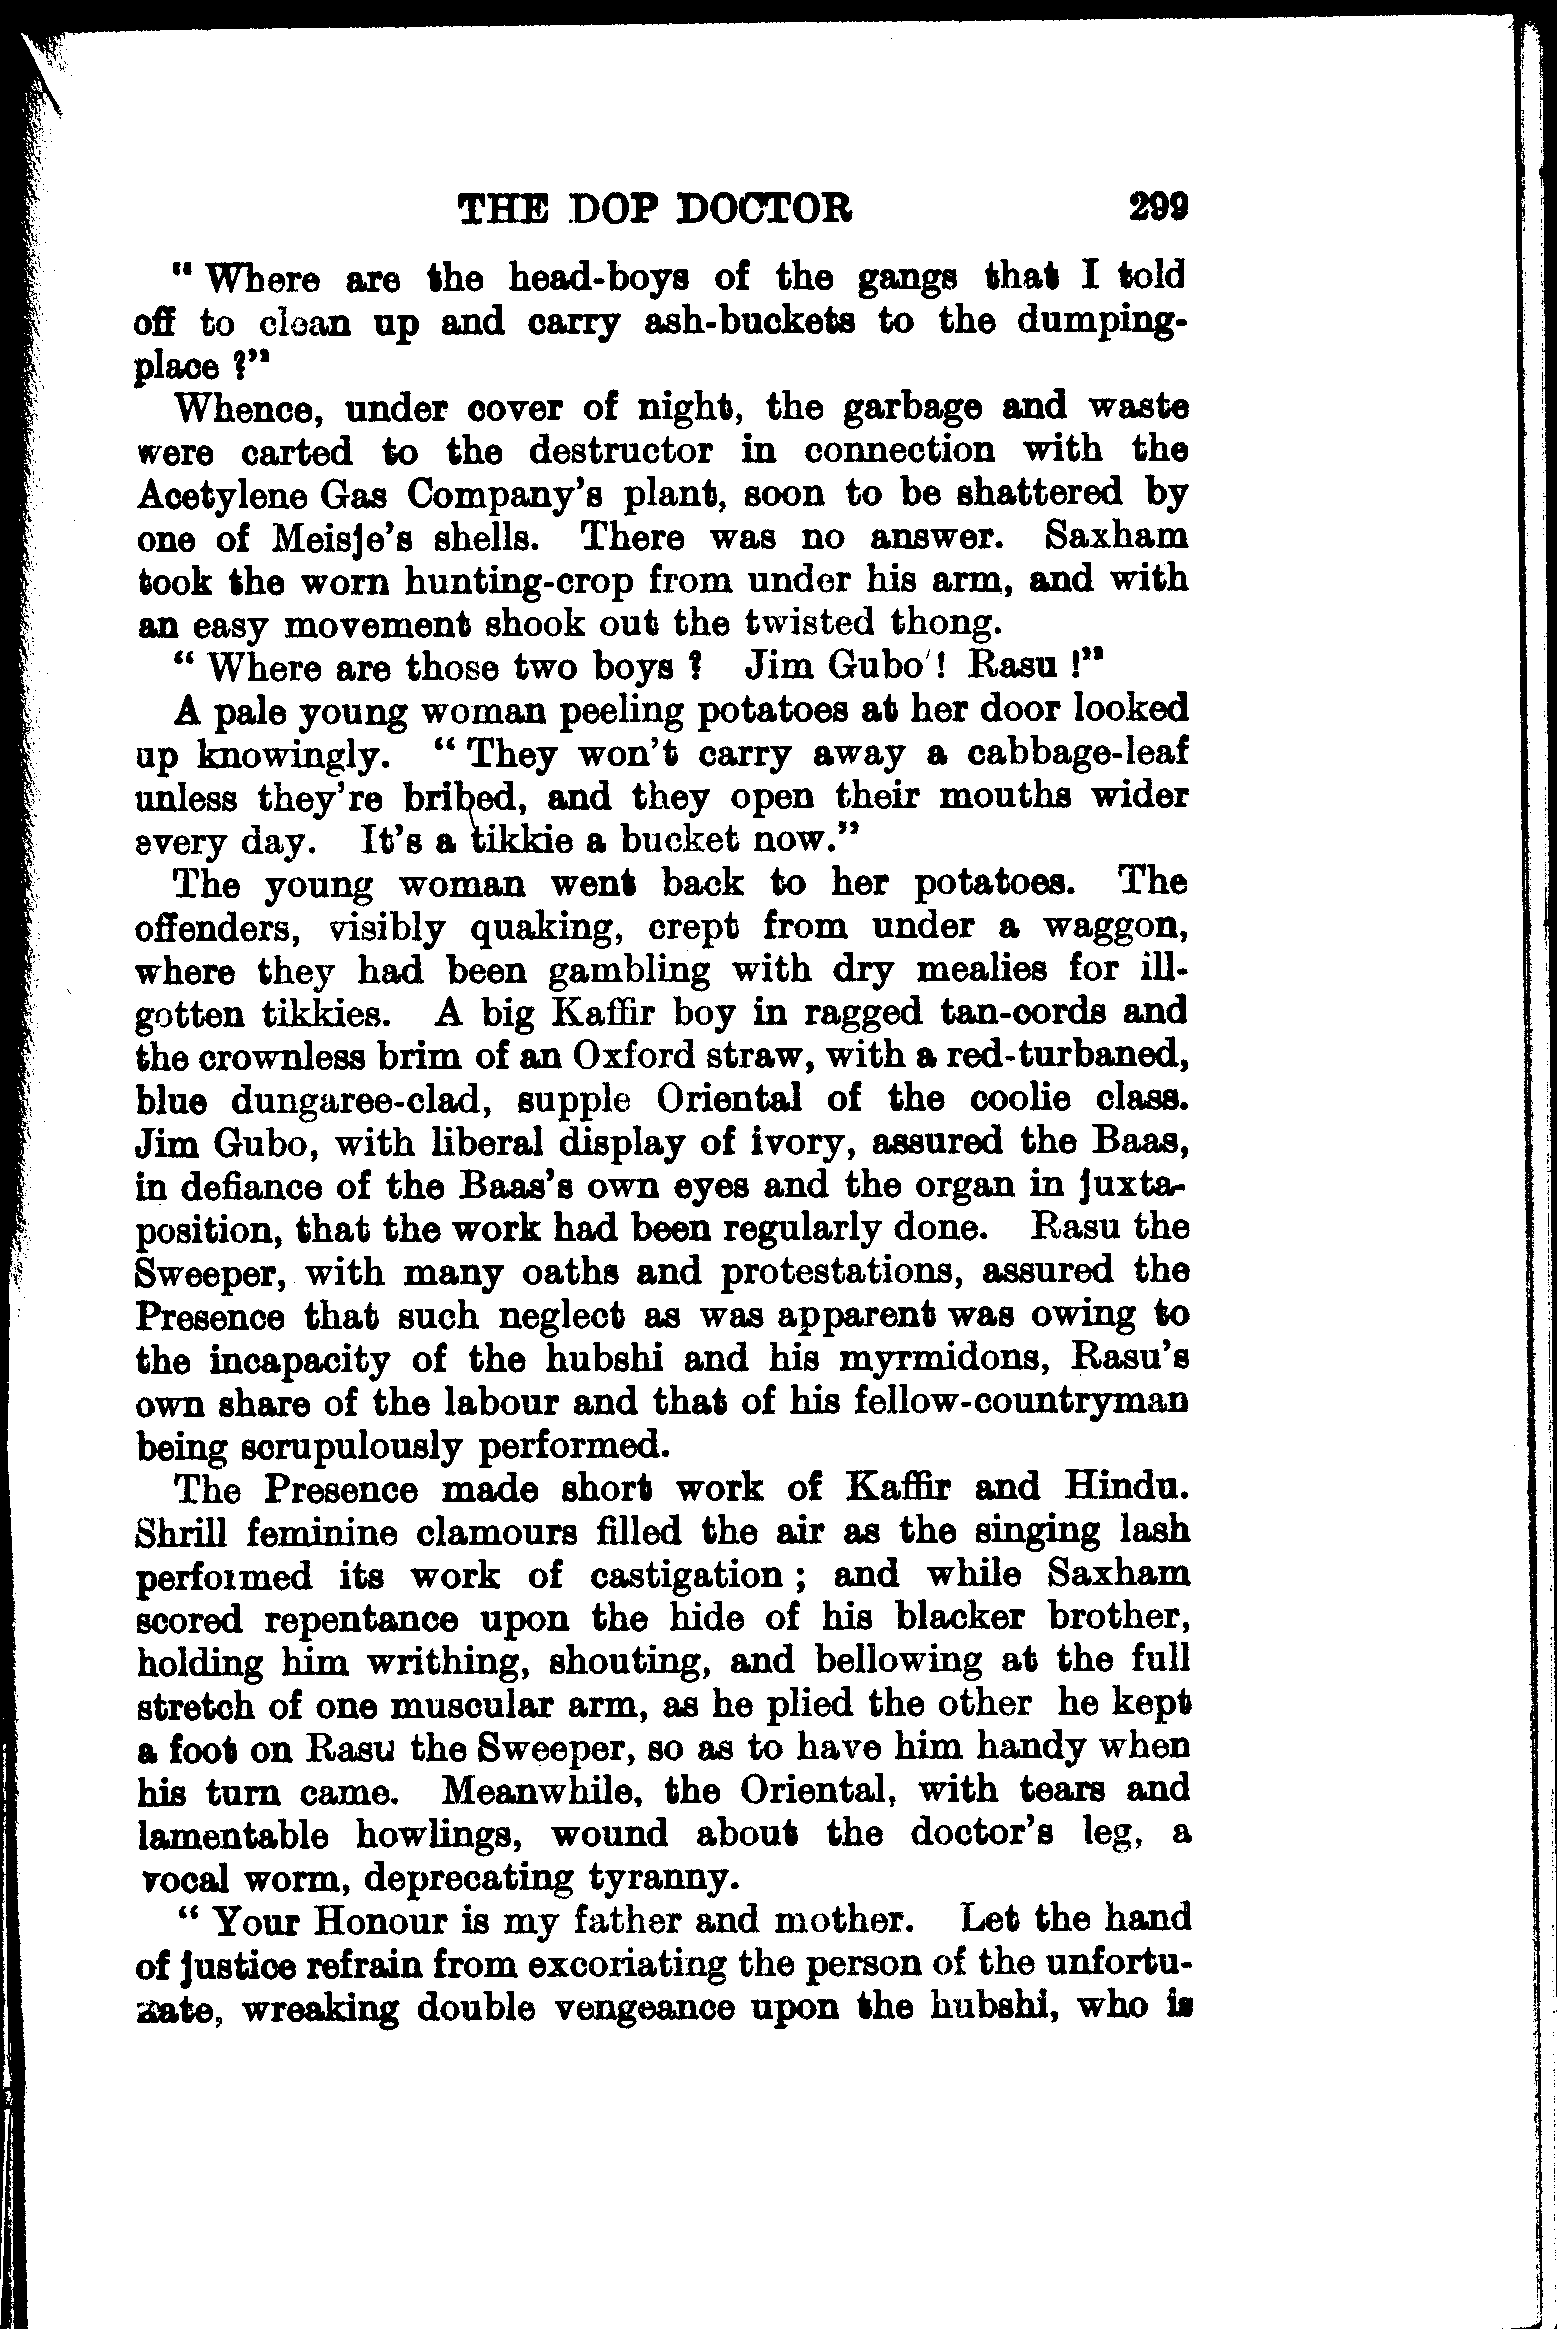 THE DOP DOCTOR 299
" Where are the head-boys of the gangs that I told
off to clean up and carry ash-buckets to the dumping-
place ?"
Whence, under cover of night, the garbage and waste
were carted to the destructor in connection with the
Acetylene Gas Company's plant, soon to be shattered by
one of Meisje's shells. There was no answer. Saxham
took the worn hunting-crop from under his arm, and with
an easy movement shook out the twisted thong.
" Where are those two boys ? Jim Gubo ! Rasu !"
A pale young woman peeling potatoes at her door looked
up knowingly. " They won't carry away a cabbage-leaf
unless they're bribed, and they open their mouths wider
every day. It's a tikkie a bucket now."
The young woman went back to her potatoes. The
offenders, visibly quaking, crept from under a waggon,
where they had been gambling with dry mealies for ill-
gotten tikkies. A big Kaffir boy in ragged tan-cords and
the crownless brim of an Oxford straw, with a red-turbaned,
blue dungaree-clad, supple Oriental of the coolie class.
Jim Gubo, with liberal display of ivory, assured the Baas,
in defiance of the Baas's own eyes and the organ in juxta-
position, that the work had been regularly done. Rasu the
Sweeper, with many oaths and protestations, assured the
Presence that such neglect as was apparent was owing to
the incapacity of the hubshi and his myrmidons, Rasu's
own share of the labour and that of his fellow-countryman
being scrupulously performed.
The Presence made short work of Kaffir and Hindu.
Shrill feminine clamours filled the air as the singing lash
performed its work of castigation ; and while Saxham
scored repentance upon the hide of his blacker brother,
holding him writhing, shouting, and bellowing at the full
stretch of one muscular arm, as he plied the other he kept
a foot on Rasu the Sweeper, so as to have him handy when
his turn came. Meanwhile, the Oriental, with tears and
lamentable howlings, wound about the doctor's leg, a
vocal worm, deprecating tyranny.
" Your Honour is my father and mother. Let the hand
of justice refrain from excoriating the person of the unfortu-
nate, wreaking double vengeance upon the hubshi, who is